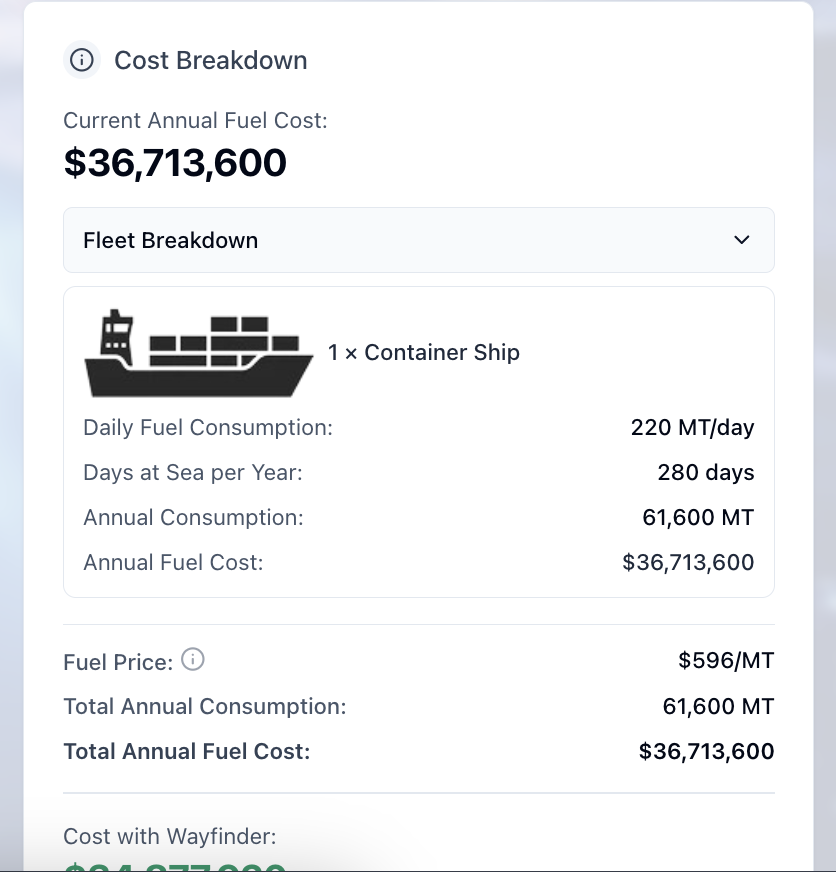 Cost Breakdown
Current Annual Fuel Cost:
$36,713,600
Fleet Breakdown
1 × Container Ship
Daily Fuel Consumption: 220 MT/day
Days at Sea per Year: 280 days
Annual Consumption: 61,600 MT
Annual Fuel Cost: $36,713,600
Fuel Price: $596/MT
Total Annual Consumption: 61,600 MT
Total Annual Fuel Cost: $36,713,600
Cost with Wayfinder: